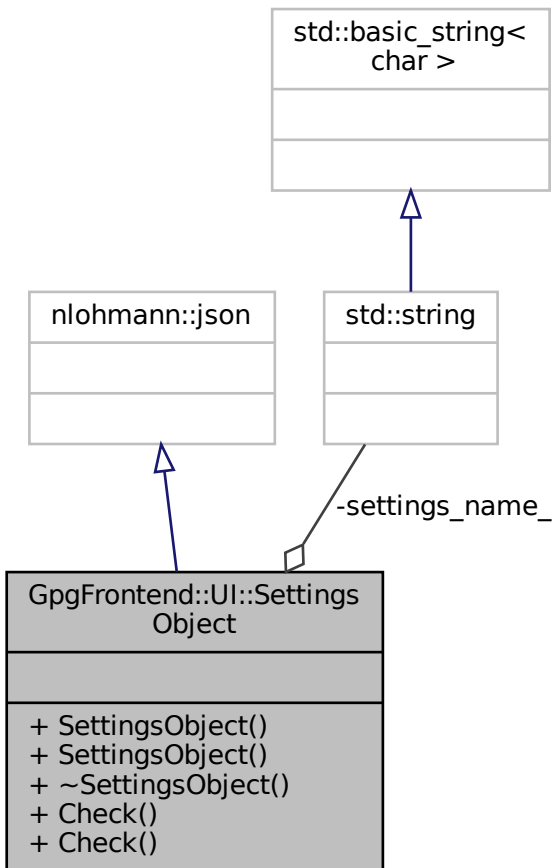 std::basic_string<
char >
nlohmann::json
std::string
-settings_name_
GpgFrontend::UI::Settings
Object
+ SettingsObject()
+ SettingsObject()
+ ~SettingsObject()
+ Check()
+ Check()